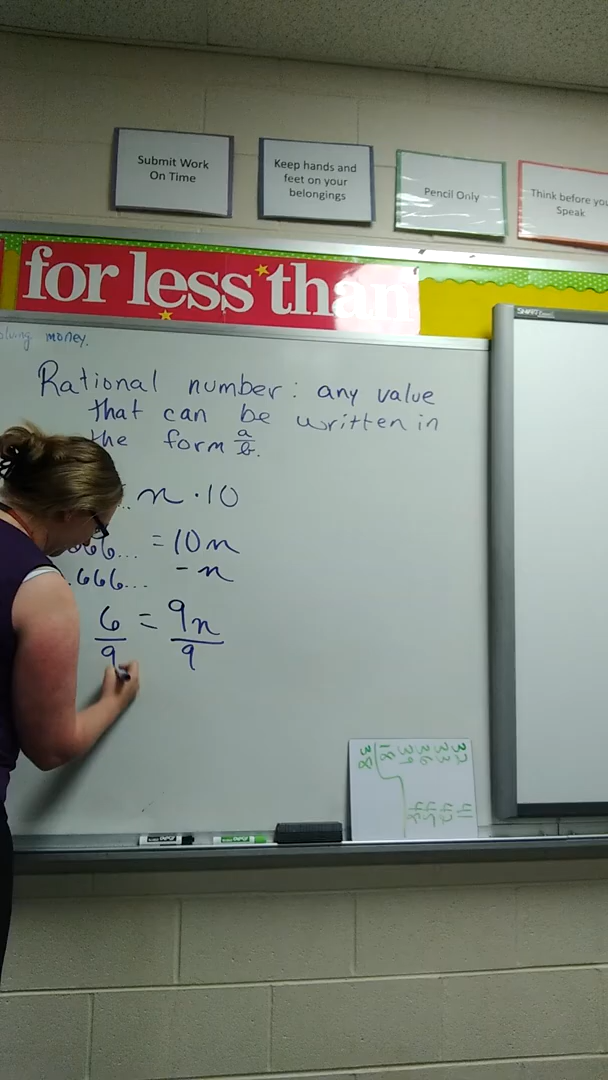 Submit Work
On Time
Keep hands and
feet on your
belongings
Pencil Only
Think before you
Speak
for less than
SMART
money.
Rational number: any value
that can be written in
the form a/b.
... n · 10
666... = 10n
.666... - n
6/9 = 9n/9